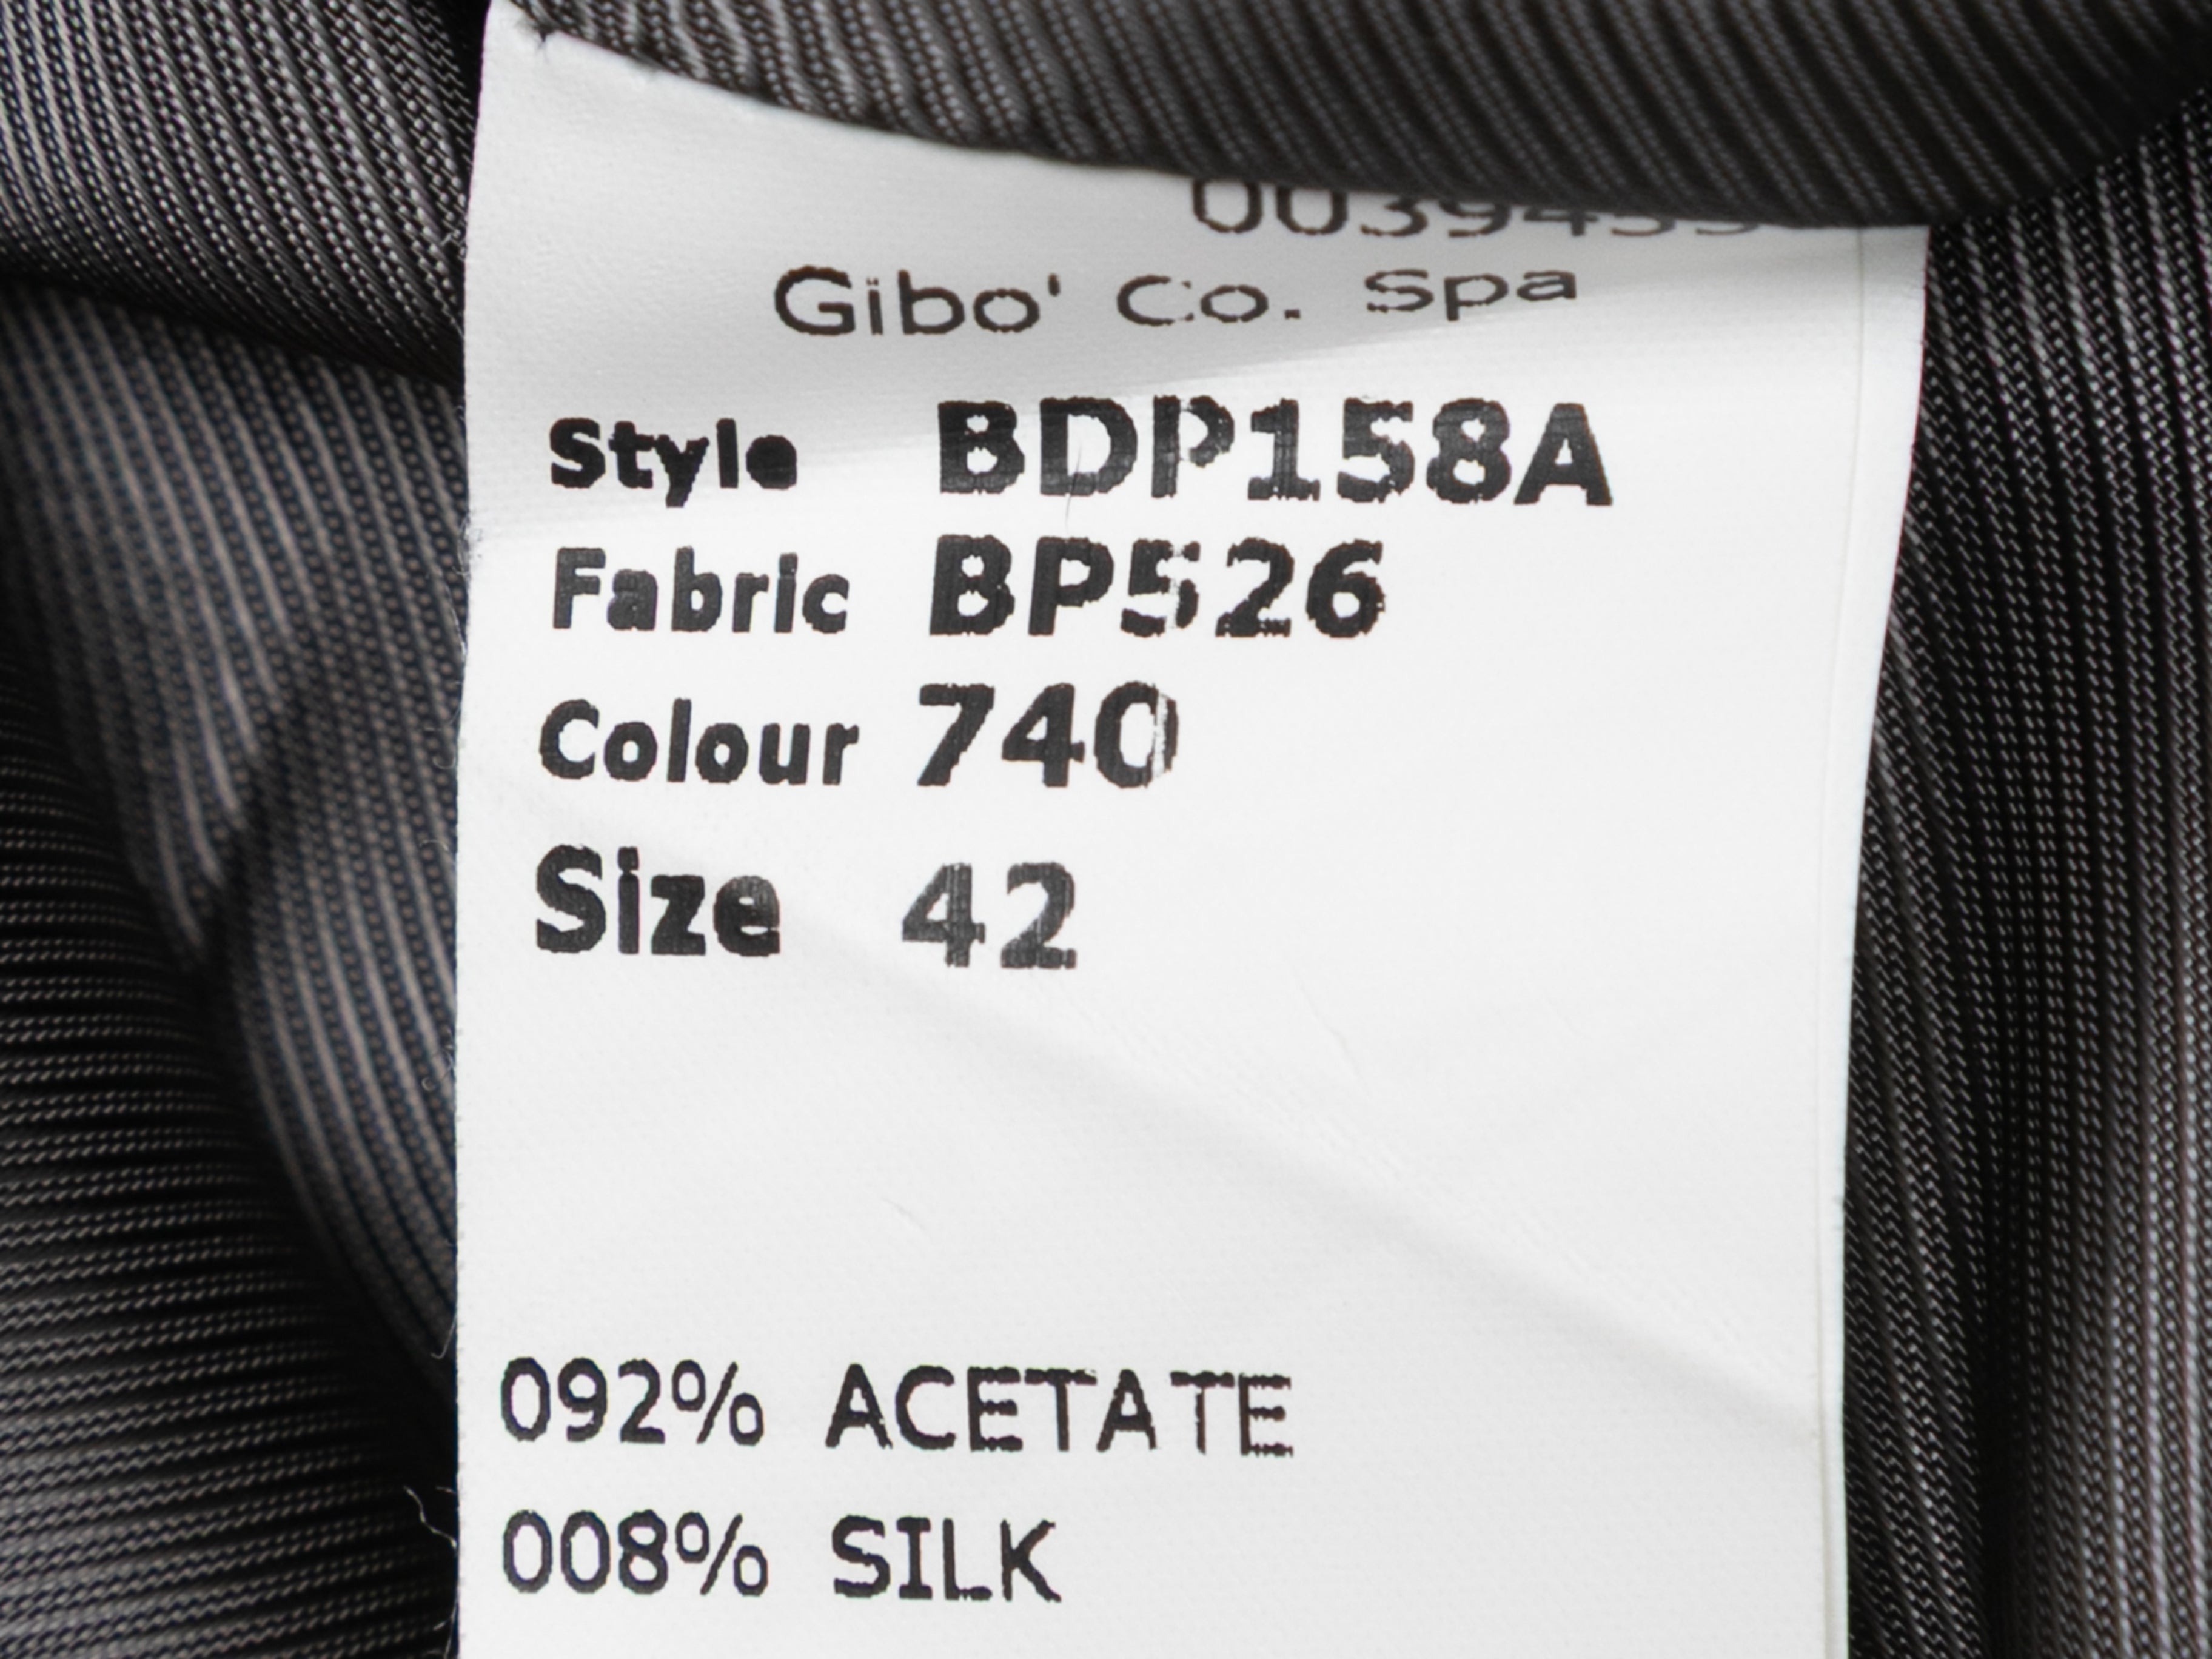 Gibo' Co. Spa
Style BDP158A
Fabric BP526
Colour 740
Size 42
092% ACETATE
008% SILK